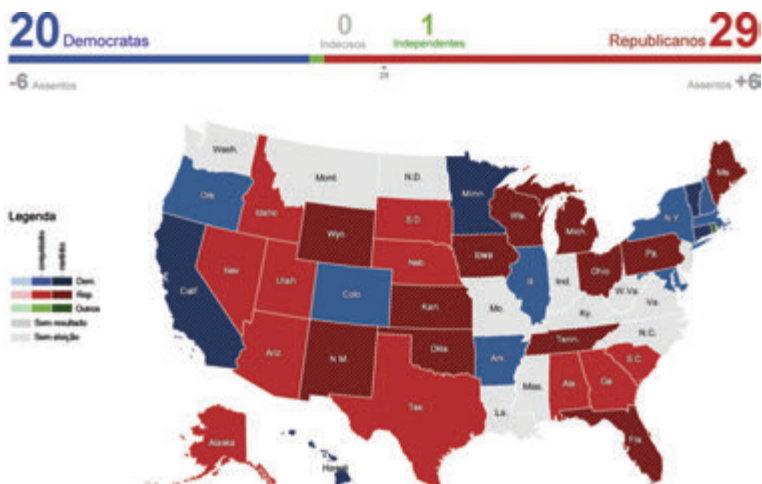 20 Democratas
0
Indecisos
1
Independentes
Republicanos 29
-6 Assentos
Assentos +6
Wash.
Mont.
N.D.
Minn.
Me.
Ore.
Idaho
S.D.
Wis.
Mich.
N.Y.
Legenda
Wyo.
Iowa
Pa.
Nev.
Neb.
Ohio
Dem.
Rep.
Outros
Sem resultado
Sem eleição
Calif.
Utah
Colo.
Kan.
Mo.
Il.
Ind.
W.Va.
Va.
Ky.
N.C.
Ariz.
N.M.
Okla.
Ark.
Tenn.
S.C.
Tex.
La.
Miss.
Ala.
Ga.
Fla.
Alaska
Hawaii